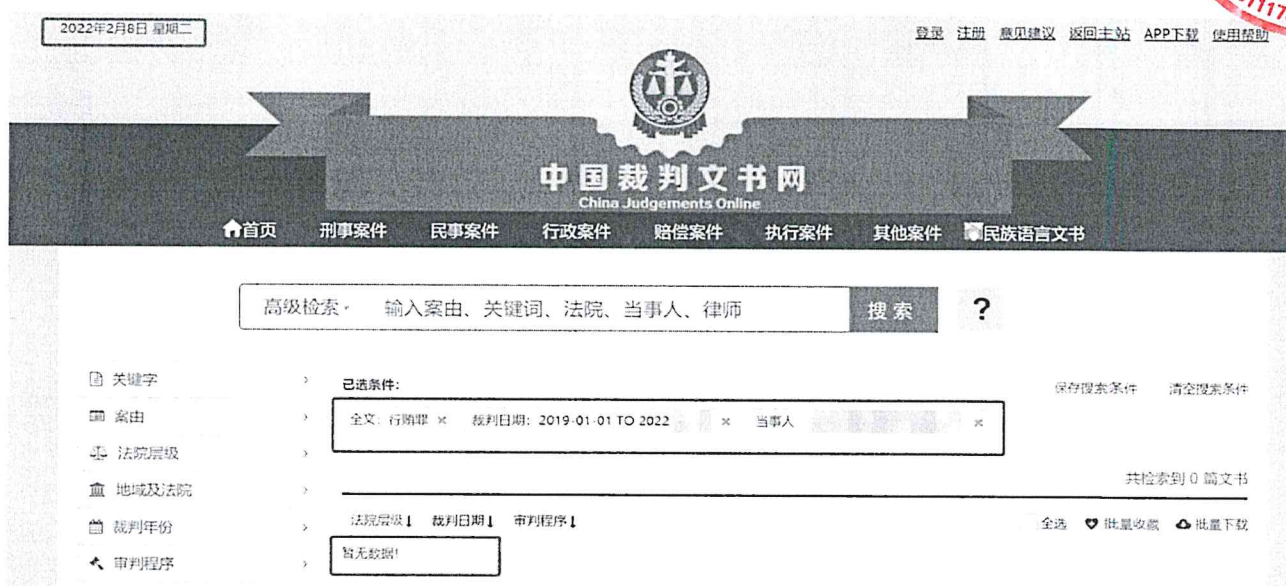 2022年2月8日 星期二
登录 注册 意见建议 返回主站 APP下载 使用帮助
中国裁判文书网
China Judgements Online
首页 刑事案件 民事案件 行政案件 赔偿案件 执行案件 其他案件 民族语言文书
高级检索 输入案由、关键词、法院、当事人、律师 搜索 ?
关键字
案由
法院层级
地域及法院
裁判年份
审判程序
已选条件:
保存搜索条件 清空搜索条件
全文: 行贿罪 × 裁判日期: 2019-01-01 TO 2022 × 当事人 ×
共检索到 0 篇文书
法院层级↓ 裁判日期↓ 审判程序↓
全选 批量收藏 批量下载
暂无数据!